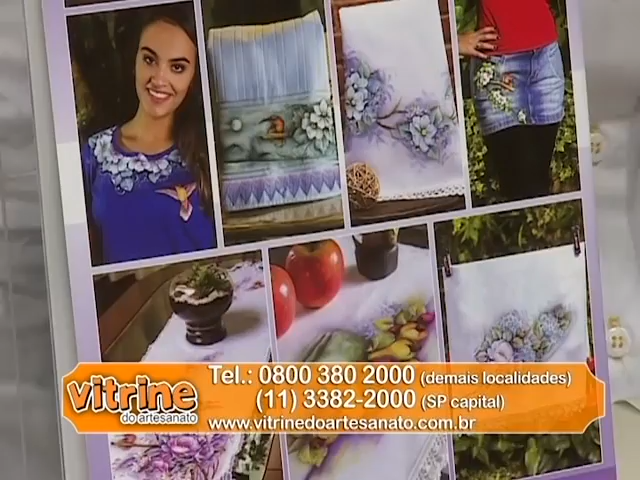 vitrine
do artesanato
Tel.: 0800 380 2000 (demais localidades)
(11) 3382-2000 (SP capital)
www.vitrinedoartesanato.com.br